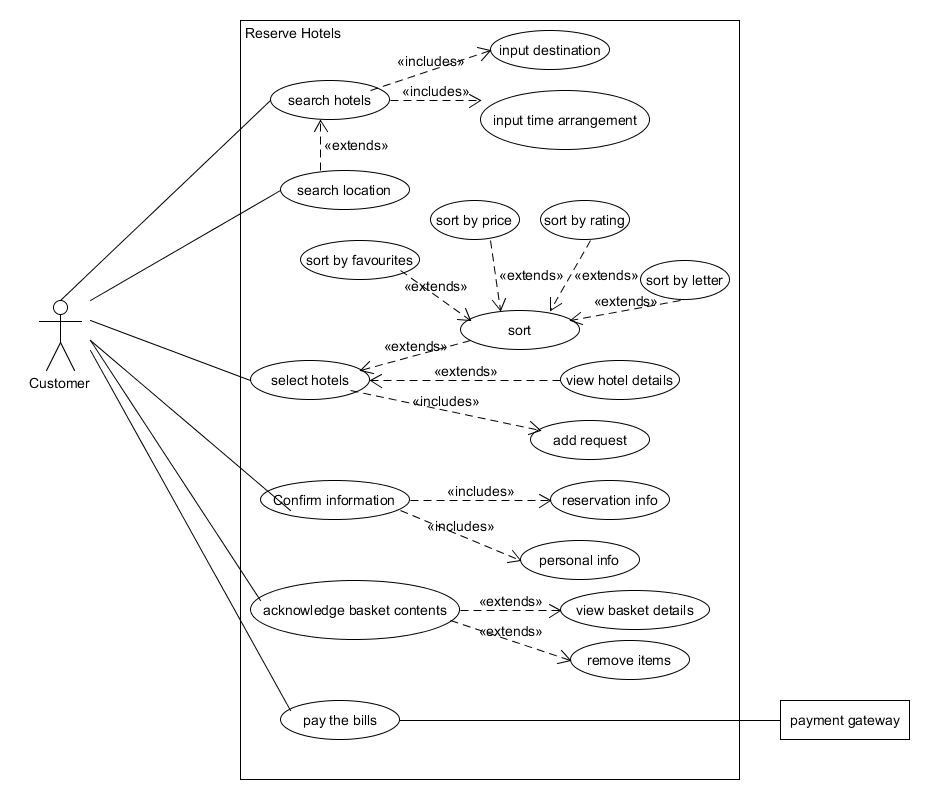 Reserve Hotels
input destination
«includes»
search hotels
«includes»
input time arrangement
«extends»
search location
sort by price
sort by rating
sort by favourites
«extends»
«extends»
sort by letter
«extends»
«extends»
sort
«extends»
select hotels
«extends»
view hotel details
«includes»
add request
Customer
Confirm information
«includes»
reservation info
«includes»
personal info
acknowledge basket contents
«extends»
view basket details
«extends»
remove items
pay the bills
payment gateway